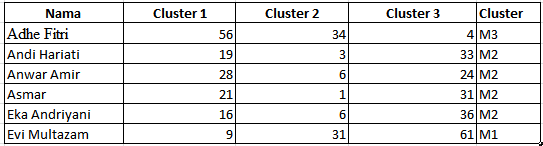 Nama Cluster 1 Cluster 2 Cluster 3 Cluster
Adhe Fitri 56 34 4 M3
Andi Hariati 19 3 33 M2
Anwar Amir 28 6 24 M2
Asmar 21 1 31 M2
Eka Andriyani 16 6 36 M2
Evi Multazam 9 31 61 M1